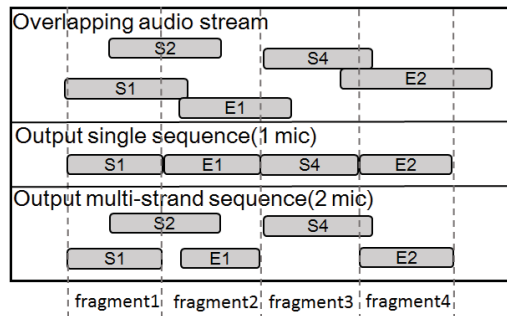 Overlapping audio stream
S2
S4
E2
S1
E1
Output single sequence(1 mic)
S1 E1 S4 E2
Output multi-strand sequence(2 mic)
S2 S4
S1 E1 E2
fragment1 fragment2 fragment3 fragment4